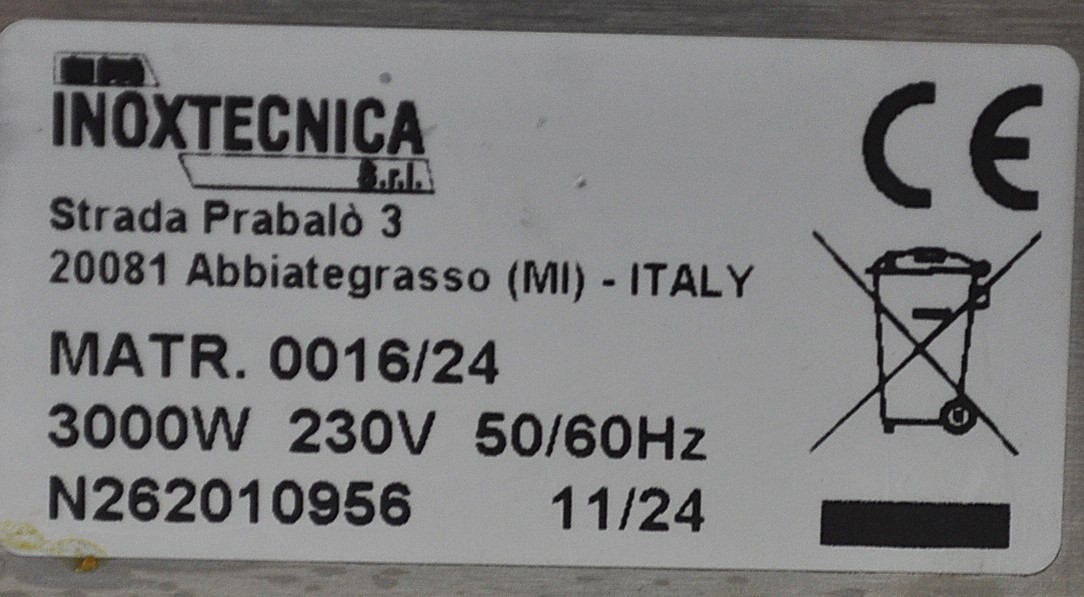 INOXTECNICA
S.r.l.
Strada Prabalò 3
20081 Abbiategrasso (MI) - ITALY
MATR. 0016/24
3000W 230V 50/60Hz
N262010956 11/24
CE